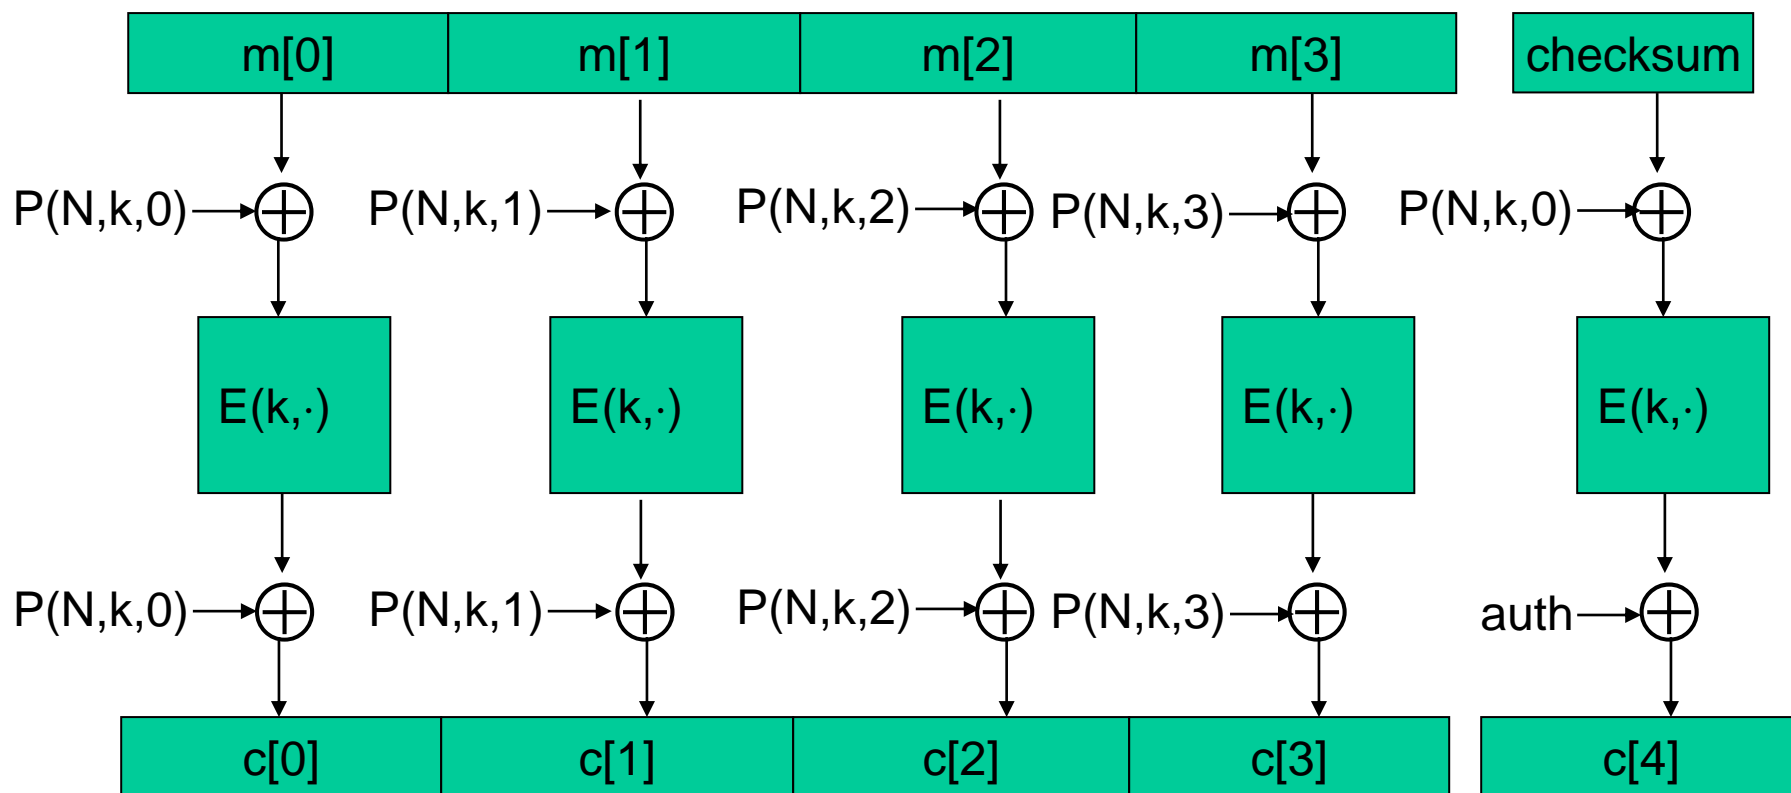 m[0] m[1] m[2] m[3] checksum
P(N,k,0) P(N,k,1) P(N,k,2) P(N,k,3) P(N,k,0)
E(k,·) E(k,·) E(k,·) E(k,·) E(k,·)
P(N,k,0) P(N,k,1) P(N,k,2) P(N,k,3) auth
c[0] c[1] c[2] c[3] c[4]